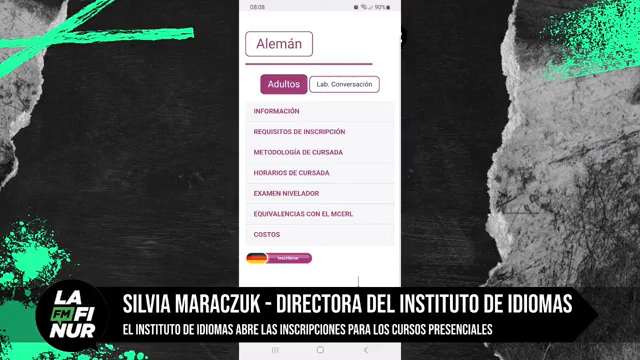 08:08
90%
Alemán
Adultos
Lab. Conversación
INFORMACIÓN
REQUISITOS DE INSCRIPCIÓN
METODOLOGÍA DE CURSADA
HORARIOS DE CURSADA
EXAMEN NIVELADOR
EQUIVALENCIAS CON EL MCERL
COSTOS
Inscribirse
LA
FM FI
NUR
SILVIA MARACZUK - DIRECTORA DEL INSTITUTO DE IDIOMAS
EL INSTITUTO DE IDIOMAS ABRE LAS INSCRIPCIONES PARA LOS CURSOS PRESENCIALES